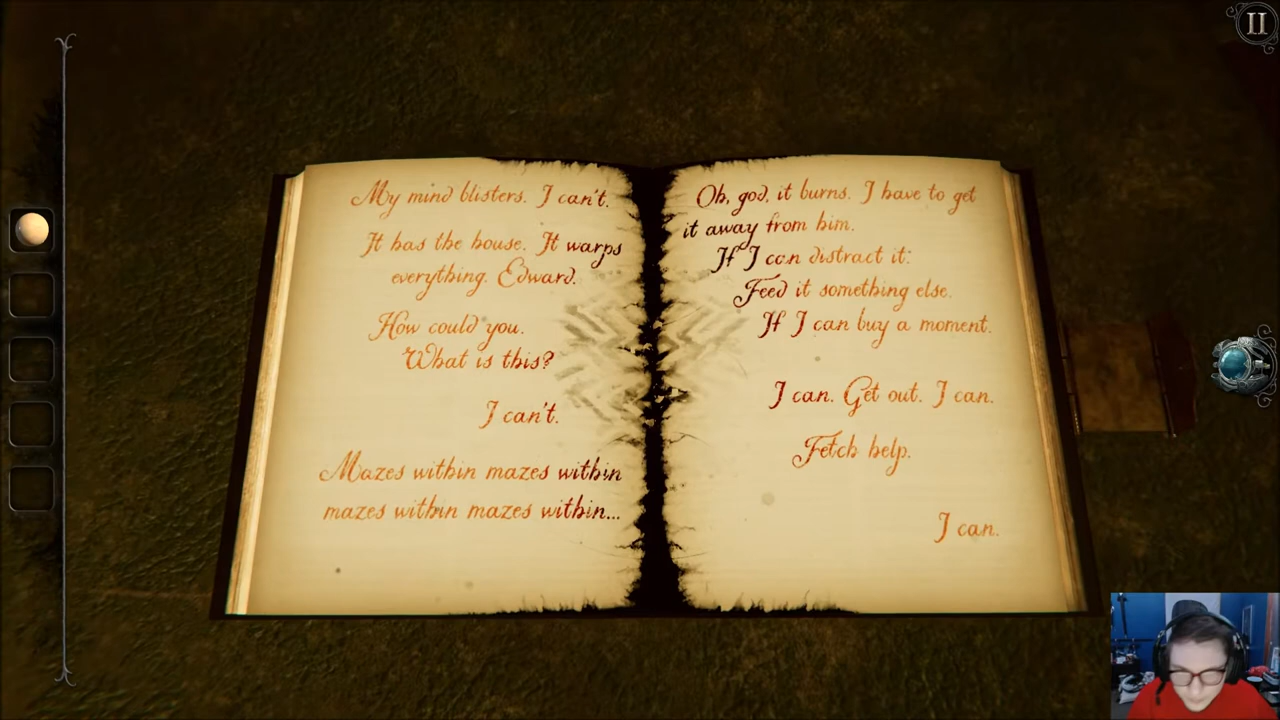 My mind blisters. I can't.
It has the house. It warps
everything. Edward.
How could you.
What is this?
I can't.
Mazes within mazes within
mazes within mazes within...
Oh, god, it burns. I have to get
it away from him.
If I can distract it:
Feed it something else.
If I can buy a moment.
I can. Get out. I can.
Fetch help.
I can.
II